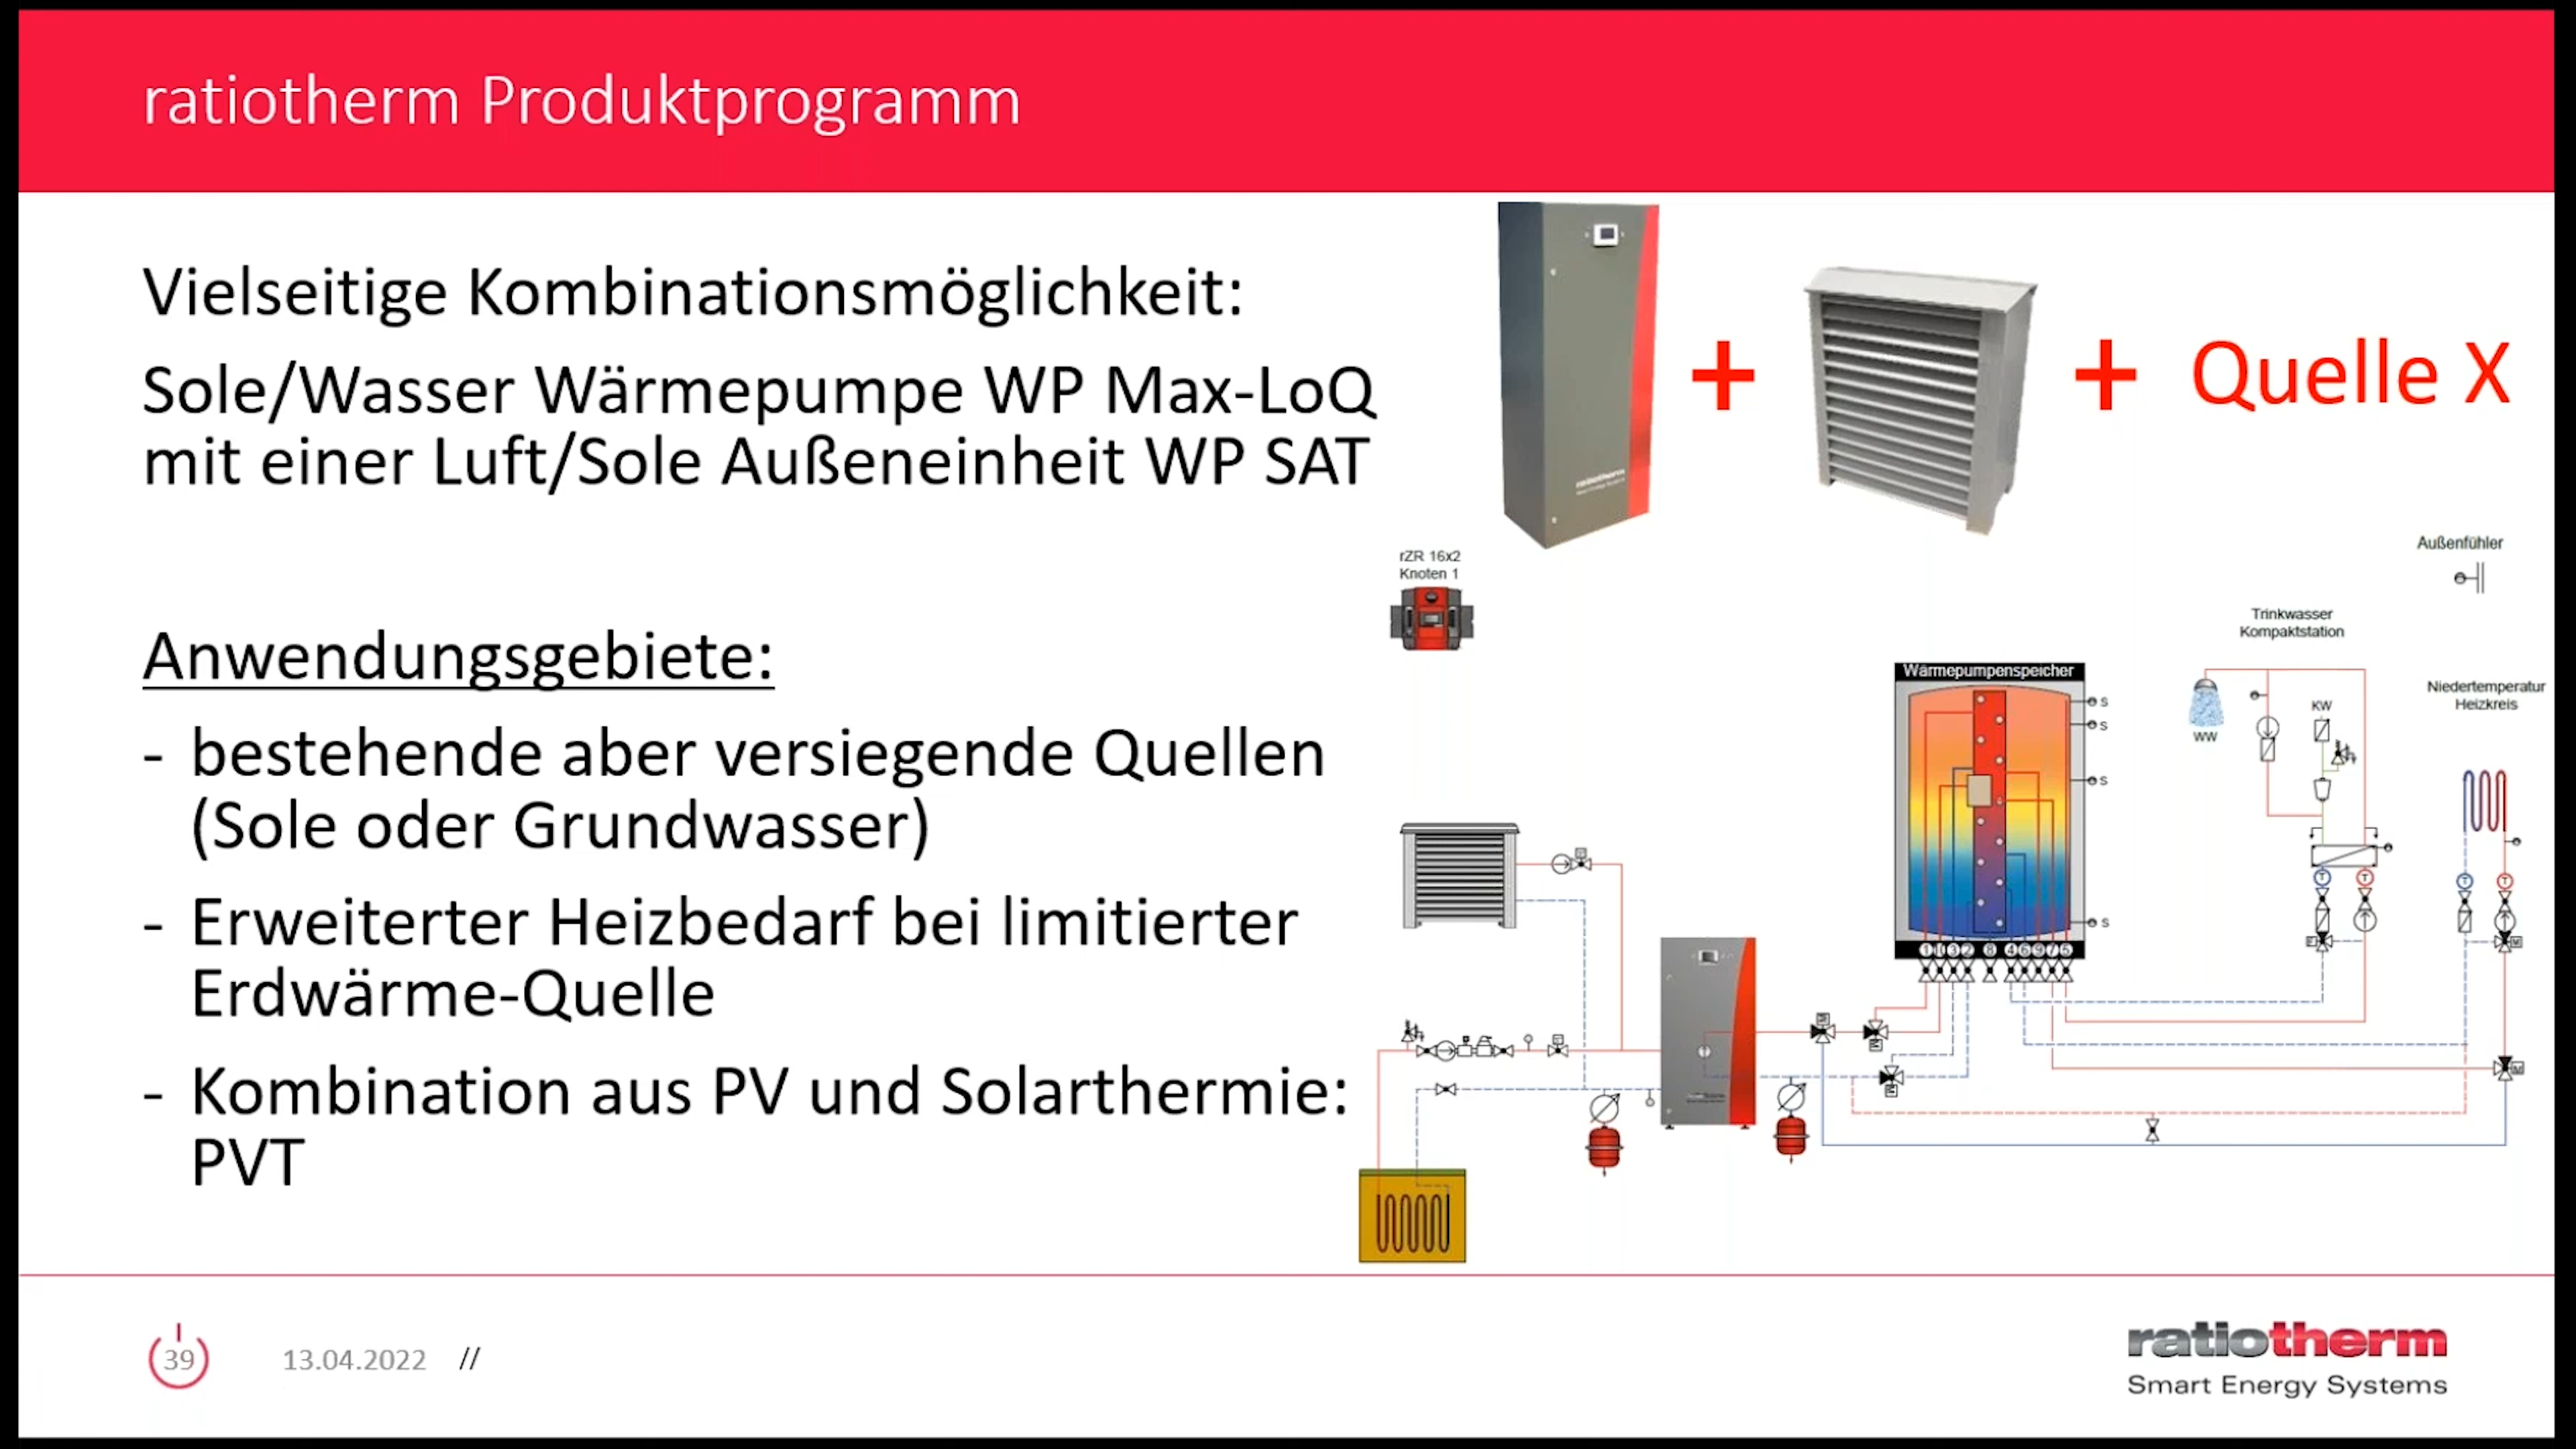 ratiotherm Produktprogramm
Vielseitige Kombinationsmöglichkeit:
Sole/Wasser Wärmepumpe WP Max-LoQ
mit einer Luft/Sole Außeneinheit WP SAT
+ + Quelle X
Anwendungsgebiete:
- bestehende aber versiegende Quellen
(Sole oder Grundwasser)
- Erweiterter Heizbedarf bei limitierter
Erdwärme-Quelle
- Kombination aus PV und Solarthermie:
PVT
rZR 16x2
Knoten 1
Außenfühler
Trinkwasser
Kompaktstation
Wärmepumpenspeicher
Niedertemperatur
Heizkreis
KW
WW
S
S
S
S
T T T T
M
M
39
13.04.2022 //
ratiotherm
Smart Energy Systems